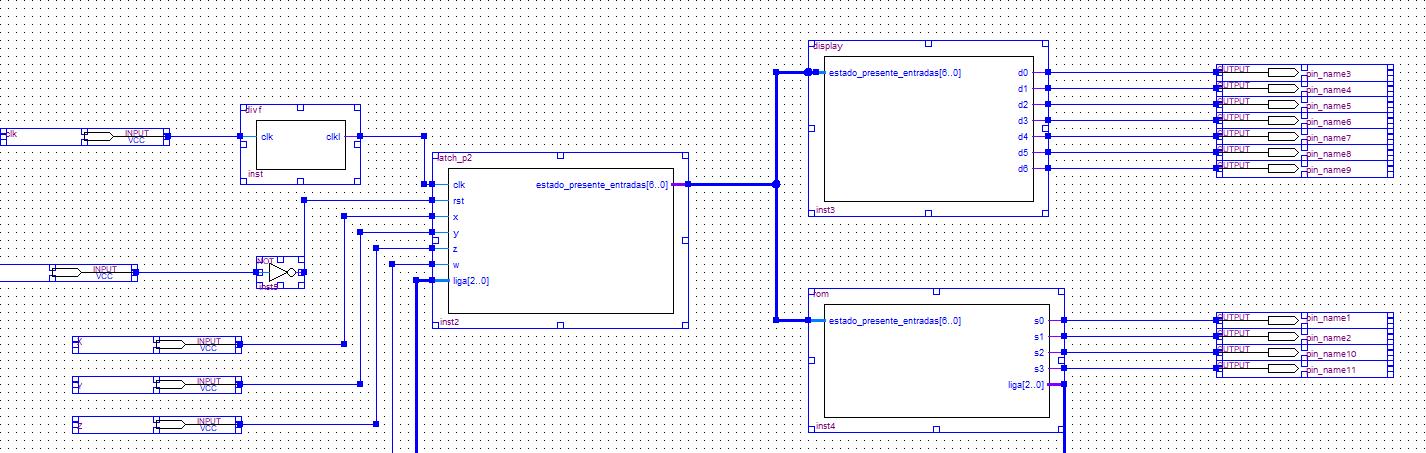 display
estado_presente_entradas[6..0]
d0
d1
d2
d3
d4
d5
d6
inst3
OUTPUT
pin_name3
OUTPUT
pin_name4
OUTPUT
pin_name5
OUTPUT
pin_name6
OUTPUT
pin_name7
OUTPUT
pin_name8
OUTPUT
pin_name9
clk
INPUT
VCC
divf
clk
clkl
inst
latch_p2
clk
rst
x
y
z
w
liga[2..0]
estado_presente_entradas[6..0]
inst2
INPUT
VCC
NOT
inst5
x
INPUT
VCC
y
INPUT
VCC
z
INPUT
VCC
rom
estado_presente_entradas[6..0]
s0
s1
s2
s3
liga[2..0]
inst4
OUTPUT
pin_name1
OUTPUT
pin_name2
OUTPUT
pin_name10
OUTPUT
pin_name11